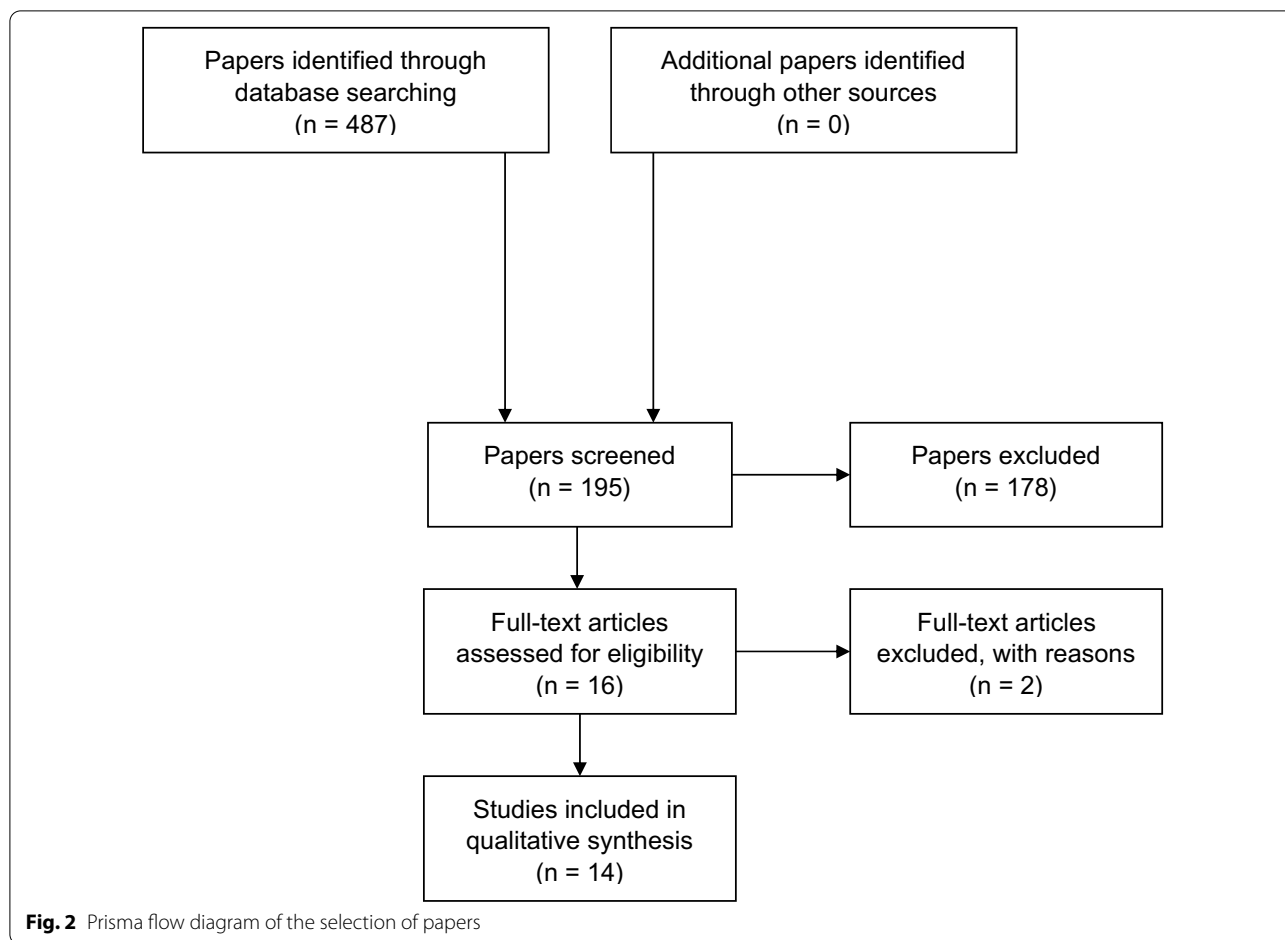 Papers identified through
database searching
(n = 487)
Additional papers identified
through other sources
(n = 0)
Papers screened
(n = 195)
Papers excluded
(n = 178)
Full-text articles
assessed for eligibility
(n = 16)
Full-text articles
excluded, with reasons
(n = 2)
Studies included in
qualitative synthesis
(n = 14)
Fig. 2 Prisma flow diagram of the selection of papers